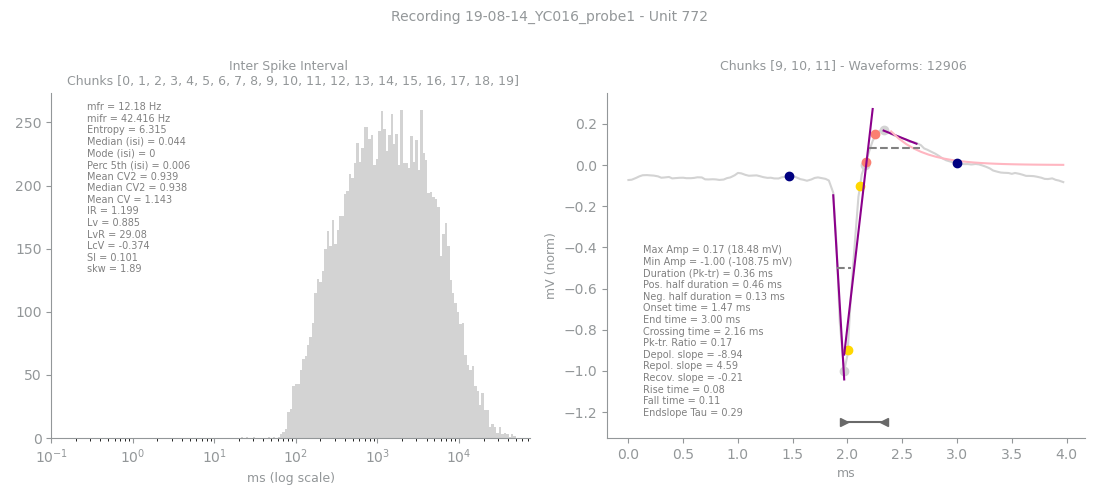 Recording 19-08-14_YC016_probe1 - Unit 772
Inter Spike Interval
Chunks [0, 1, 2, 3, 4, 5, 6, 7, 8, 9, 10, 11, 12, 13, 14, 15, 16, 17, 18, 19]
mfr = 12.18 Hz
mifr = 42.416 Hz
Entropy = 6.315
Median (isi) = 0.044
Mode (isi) = 0
Perc 5th (isi) = 0.006
Mean CV2 = 0.939
Median CV2 = 0.938
Mean CV = 1.143
IR = 1.199
Lv = 0.885
LvR = 29.08
LcV = -0.374
SI = 0.101
skw = 1.89
250
200
150
100
50
0
10⁻¹ 10⁰ 10¹ 10² 10³ 10⁴
ms (log scale)
Chunks [9, 10, 11] - Waveforms: 12906
mV (norm)
0.2
0.0
−0.2
−0.4
−0.6
−0.8
−1.0
−1.2
Max Amp = 0.17 (18.48 mV)
Min Amp = -1.00 (-108.75 mV)
Duration (Pk-tr) = 0.36 ms
Pos. half duration = 0.46 ms
Neg. half duration = 0.13 ms
Onset time = 1.47 ms
End time = 3.00 ms
Crossing time = 2.16 ms
Pk-tr. Ratio = 0.17
Depol. slope = -8.94
Repol. slope = 4.59
Recov. slope = -0.21
Rise time = 0.08
Fall time = 0.11
Endslope Tau = 0.29
0.0 0.5 1.0 1.5 2.0 2.5 3.0 3.5 4.0
ms